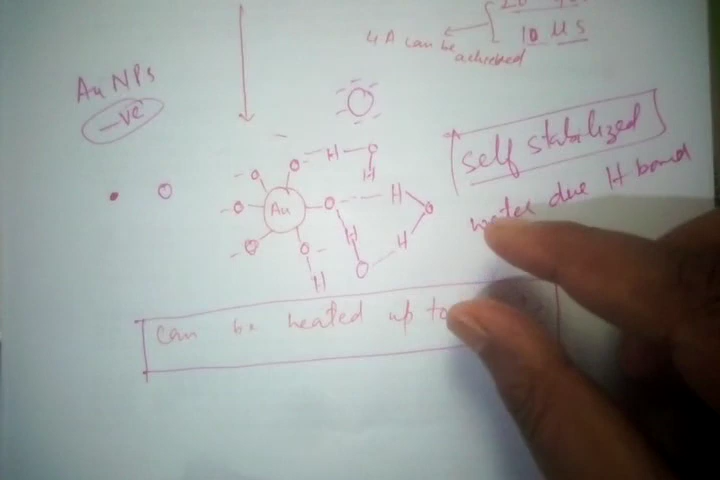 10 µs
4A can be
achieved
Au NPs
-ve
Self stabilized
water due H bond
- O - H - O
H
Au
O
H
H
H
O
H
can be heated up to